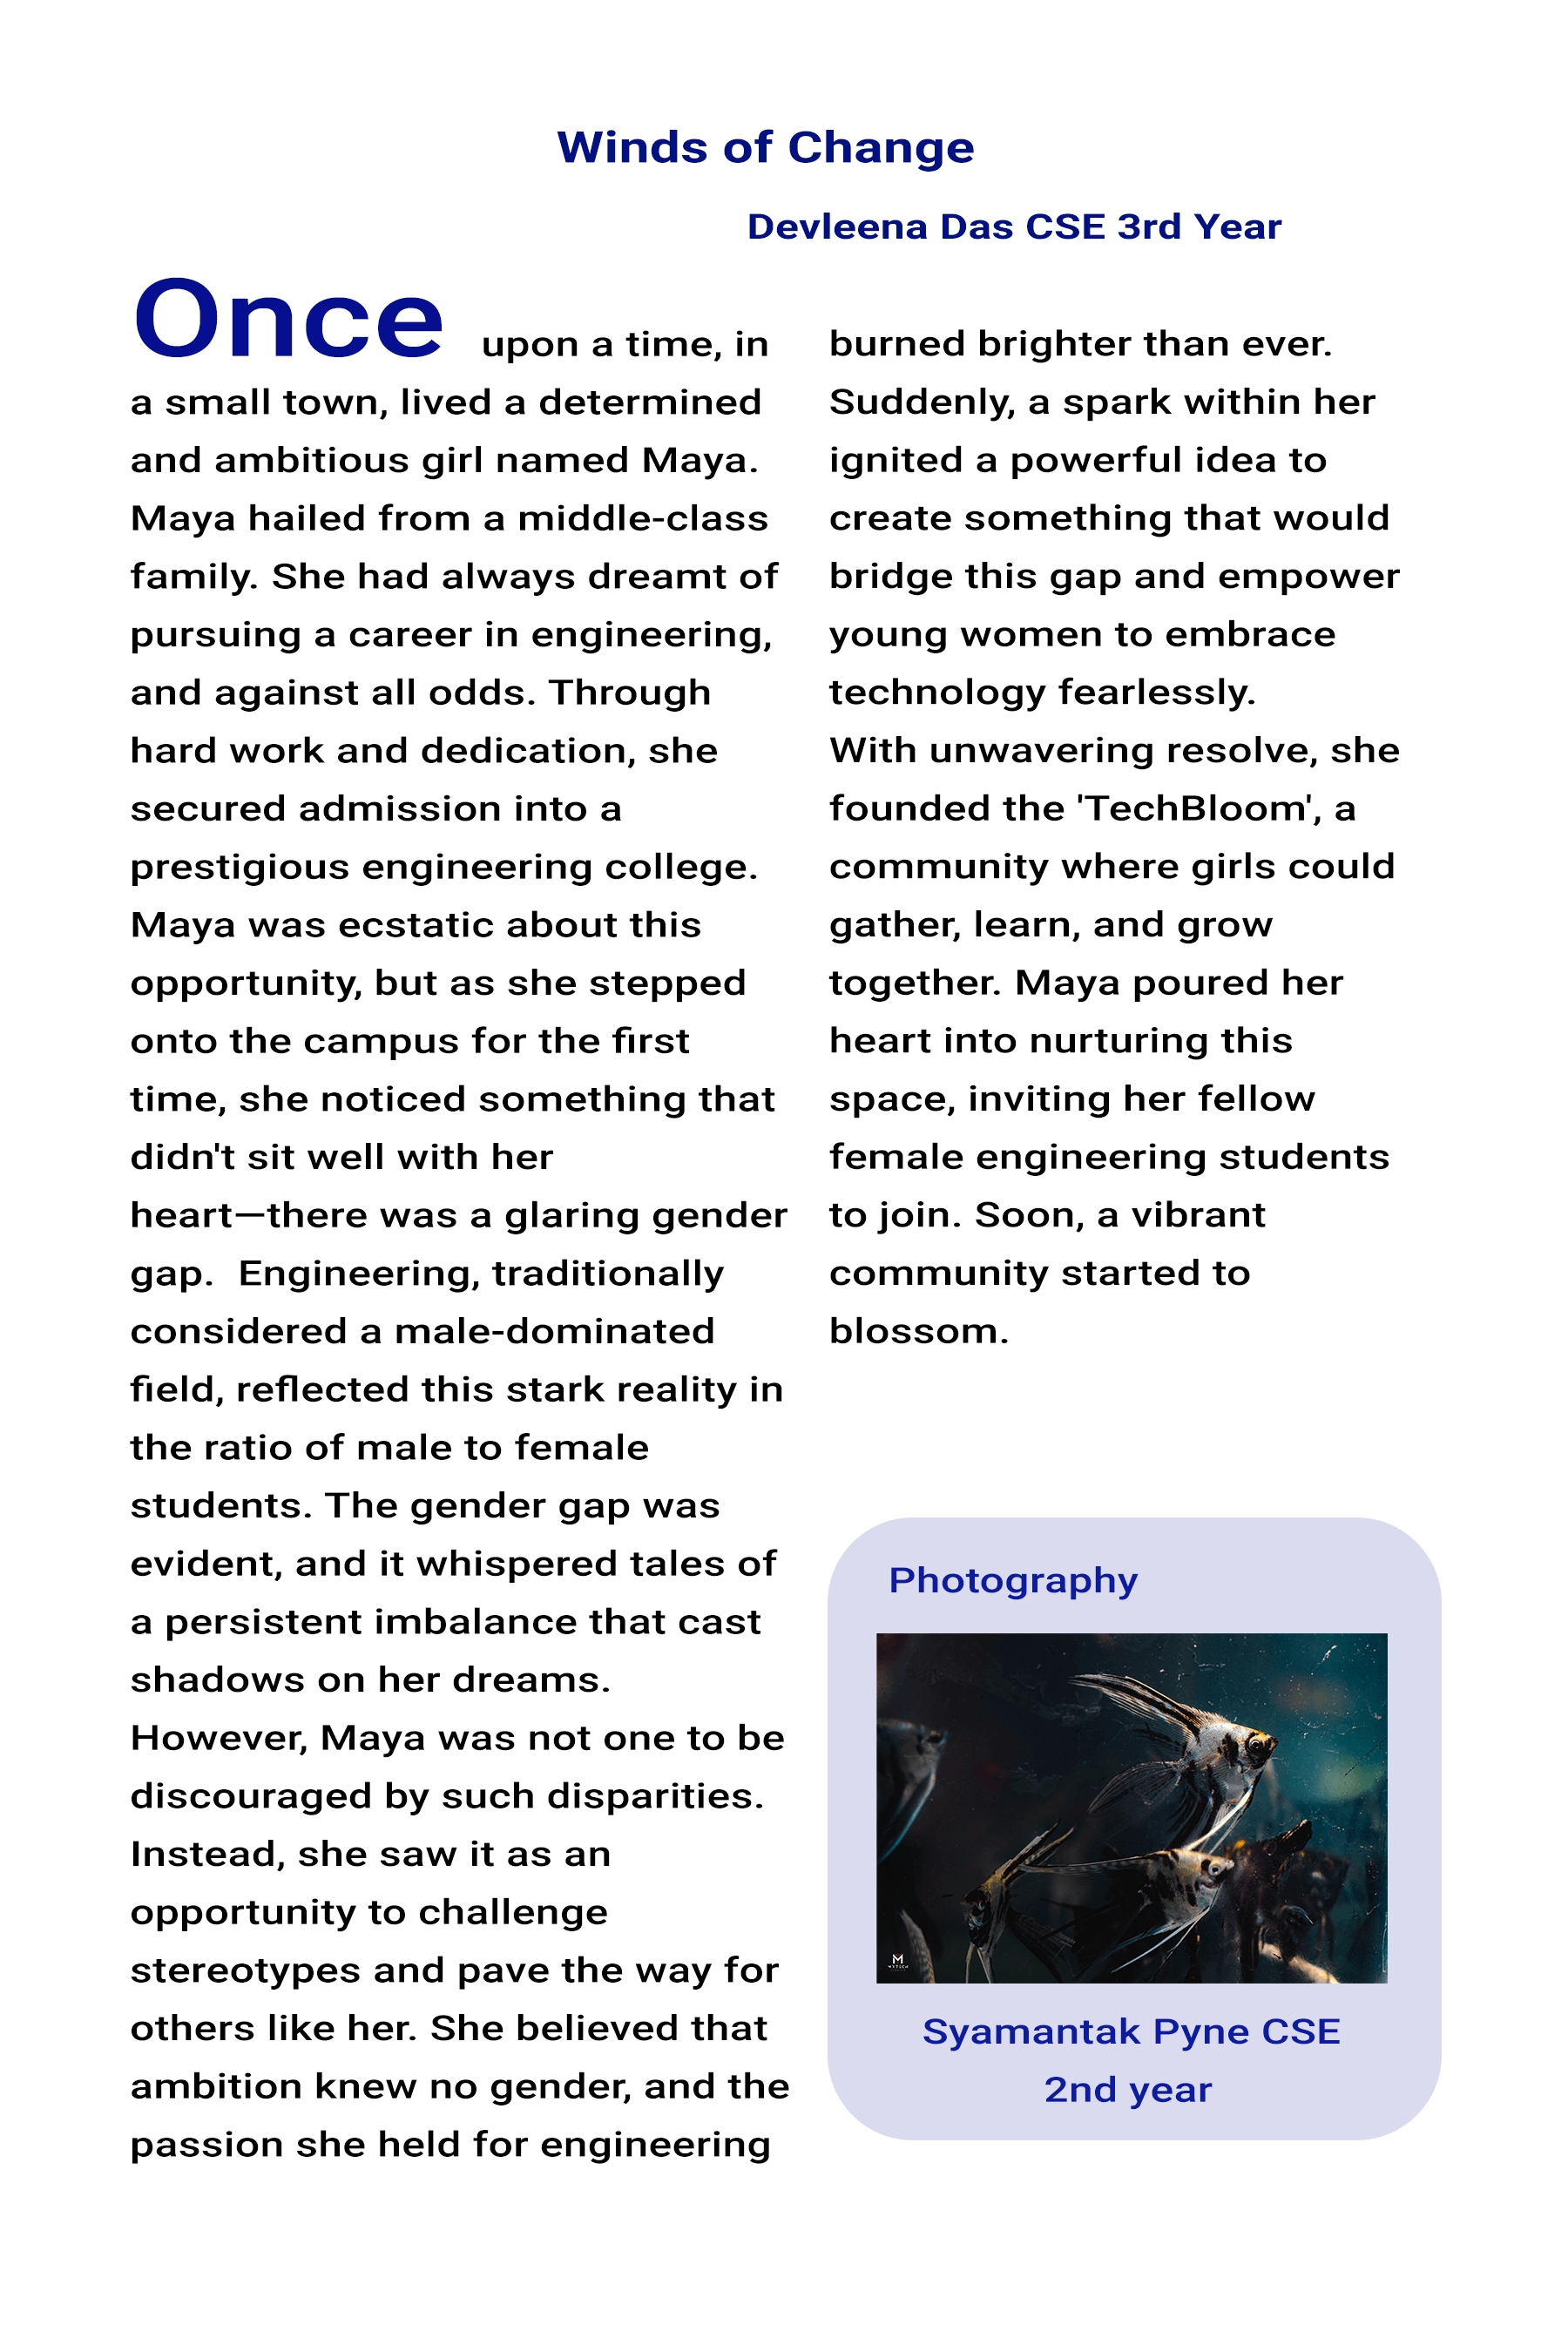 Winds of Change
Devleena Das CSE 3rd Year
Once upon a time, in
a small town, lived a determined
and ambitious girl named Maya.
Maya hailed from a middle-class
family. She had always dreamt of
pursuing a career in engineering,
and against all odds. Through
hard work and dedication, she
secured admission into a
prestigious engineering college.
Maya was ecstatic about this
opportunity, but as she stepped
onto the campus for the first
time, she noticed something that
didn't sit well with her
heart—there was a glaring gender
gap.  Engineering, traditionally
considered a male-dominated
field, reflected this stark reality in
the ratio of male to female
students. The gender gap was
evident, and it whispered tales of
a persistent imbalance that cast
shadows on her dreams.
However, Maya was not one to be
discouraged by such disparities.
Instead, she saw it as an
opportunity to challenge
stereotypes and pave the way for
others like her. She believed that
ambition knew no gender, and the
passion she held for engineering
burned brighter than ever.
Suddenly, a spark within her
ignited a powerful idea to
create something that would
bridge this gap and empower
young women to embrace
technology fearlessly.
With unwavering resolve, she
founded the 'TechBloom', a
community where girls could
gather, learn, and grow
together. Maya poured her
heart into nurturing this
space, inviting her fellow
female engineering students
to join. Soon, a vibrant
community started to
blossom.
Photography
M
Syamantak Pyne CSE
2nd year